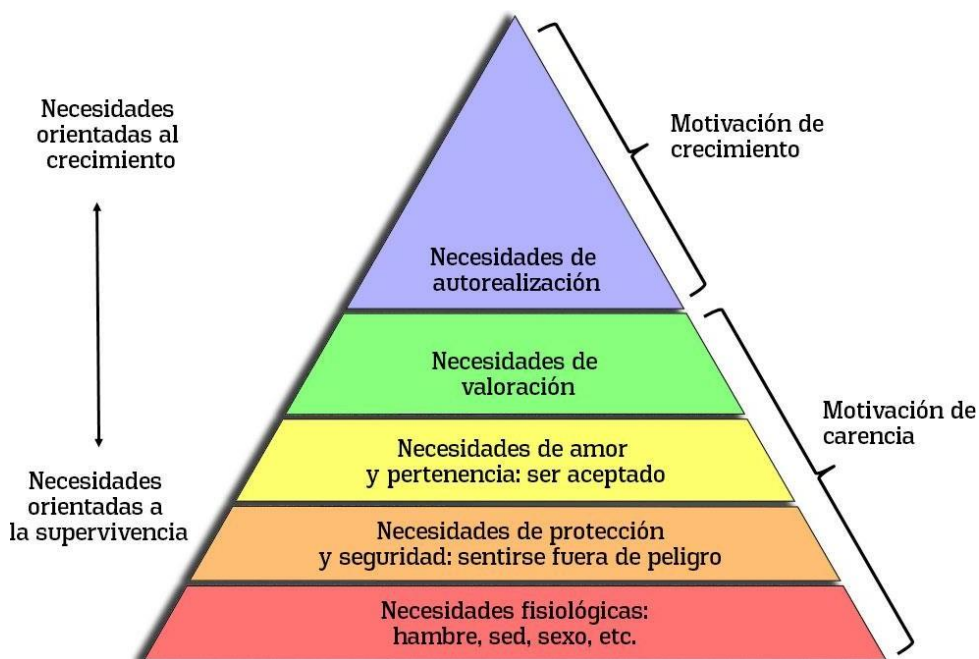 Necesidades
orientadas al
crecimiento
Motivación de
crecimiento
Necesidades de
autorealización
Necesidades de
valoración
Motivación de
carencia
Necesidades de amor
y pertenencia: ser aceptado
Necesidades
orientadas a
la supervivencia
Necesidades de protección
y seguridad: sentirse fuera de peligro
Necesidades fisiológicas:
hambre, sed, sexo, etc.